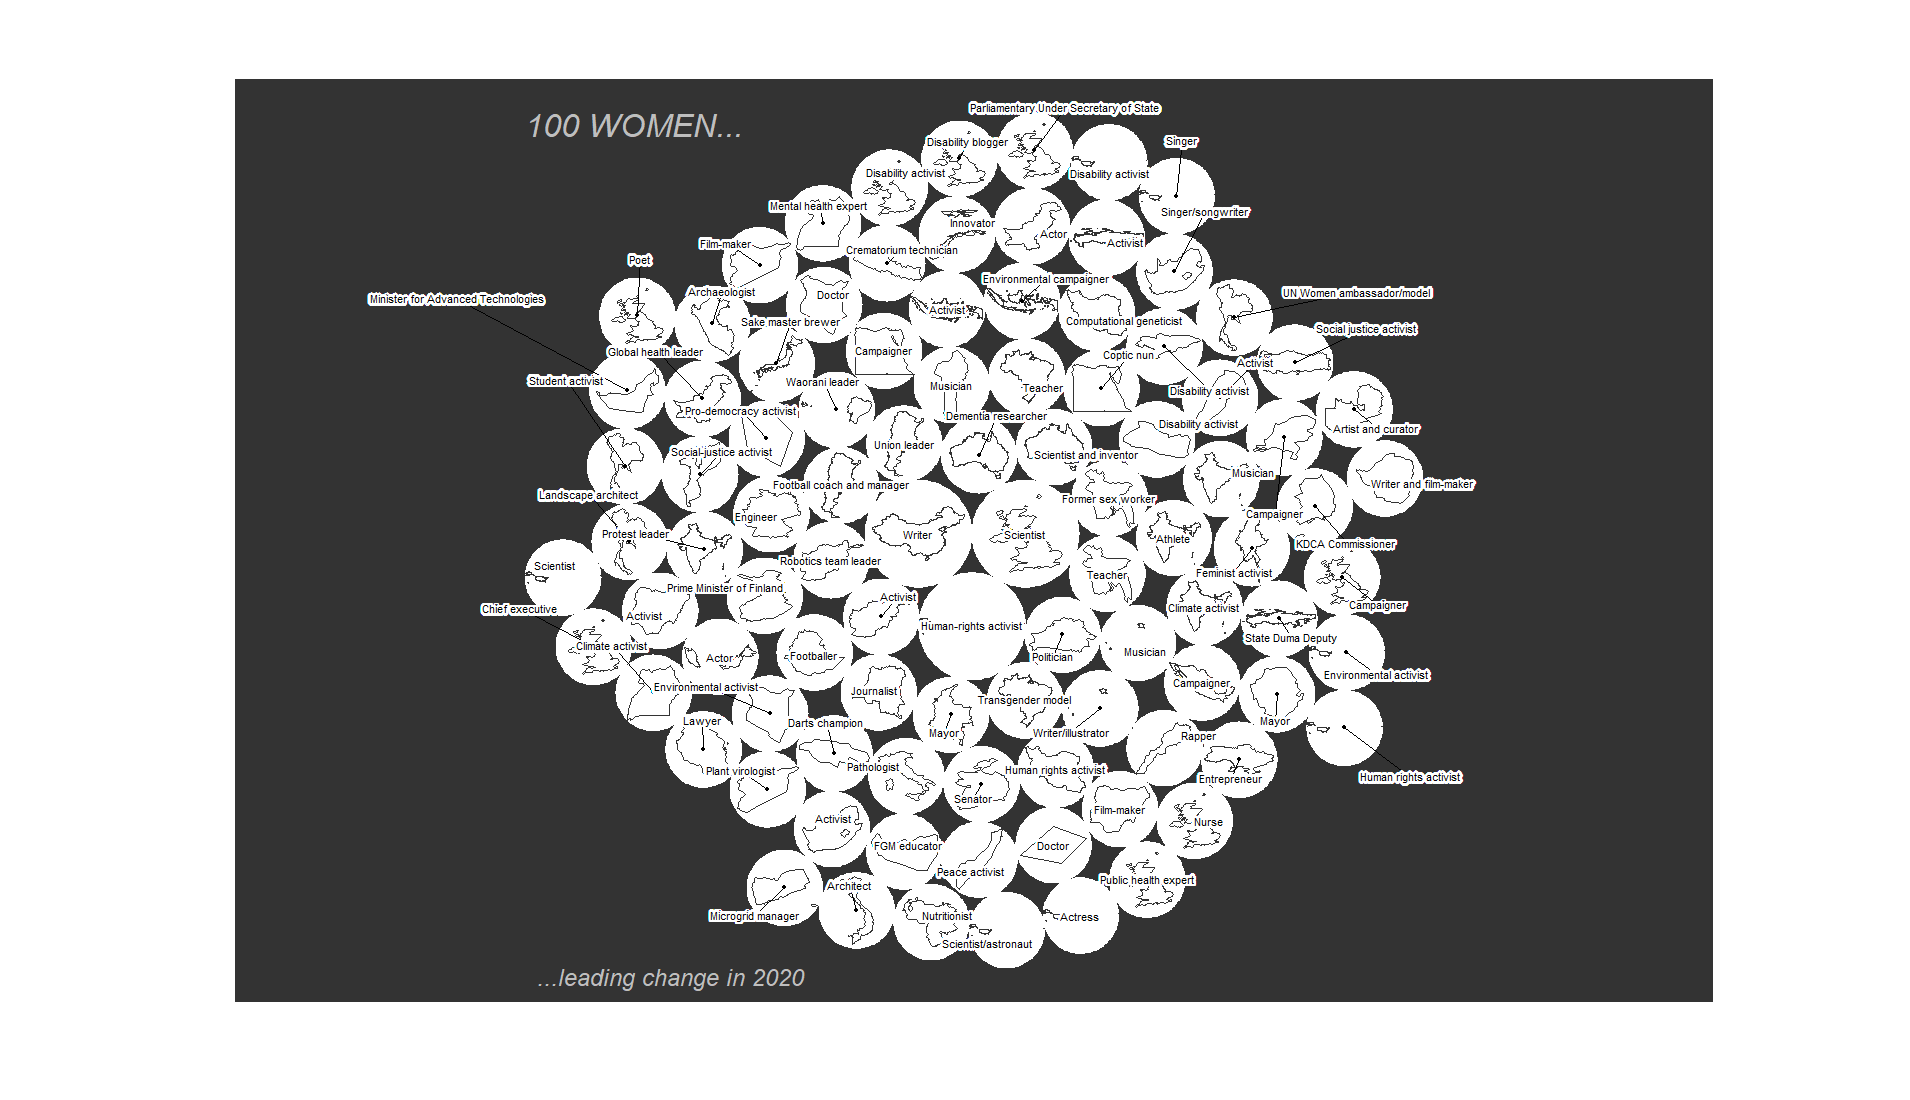 Parliamentary Under Secretary of State
100 WOMEN...
Disability blogger
Singer
Disability activist
Disability activist
Mental health expert
Singer/songwriter
Innovator
Actor
Film-maker
Activist
Crematorium technician
Poet
Environmental campaigner
Archaeologist
Doctor
UN Women ambassador/model
Minister for Advanced Technologies
Activist
Sake master brewer
Computational geneticist
Social justice activist
Global health leader
Campaigner
Coptic nun
Activist
Student activist
Waorani leader
Musician
Teacher
Disability activist
Pro-democracy activist
Dementia researcher
Disability activist
Artist and curator
Union leader
Social-justice activist
Scientist and inventor
Musician
Football coach and manager
Writer and film-maker
Landscape architect
Former sex worker
Engineer
Campaigner
Protest leader
Writer
Scientist
Athlete
KDCA Commissioner
Robotics team leader
Scientist
Teacher
Feminist activist
Prime Minister of Finland
Activist
Chief executive
Climate activist
Campaigner
Activist
Human-rights activist
State Duma Deputy
Climate activist
Actor
Footballer
Politician
Musician
Environmental activist
Environmental activist
Journalist
Campaigner
Transgender model
Lawyer
Darts champion
Mayor
Writer/illustrator
Mayor
Rapper
Plant virologist
Pathologist
Human rights activist
Entrepreneur
Human rights activist
Senator
Film-maker
Activist
Nurse
FGM educator
Doctor
Peace activist
Public health expert
Architect
Microgrid manager
Nutritionist
Actress
Scientist/astronaut
...leading change in 2020